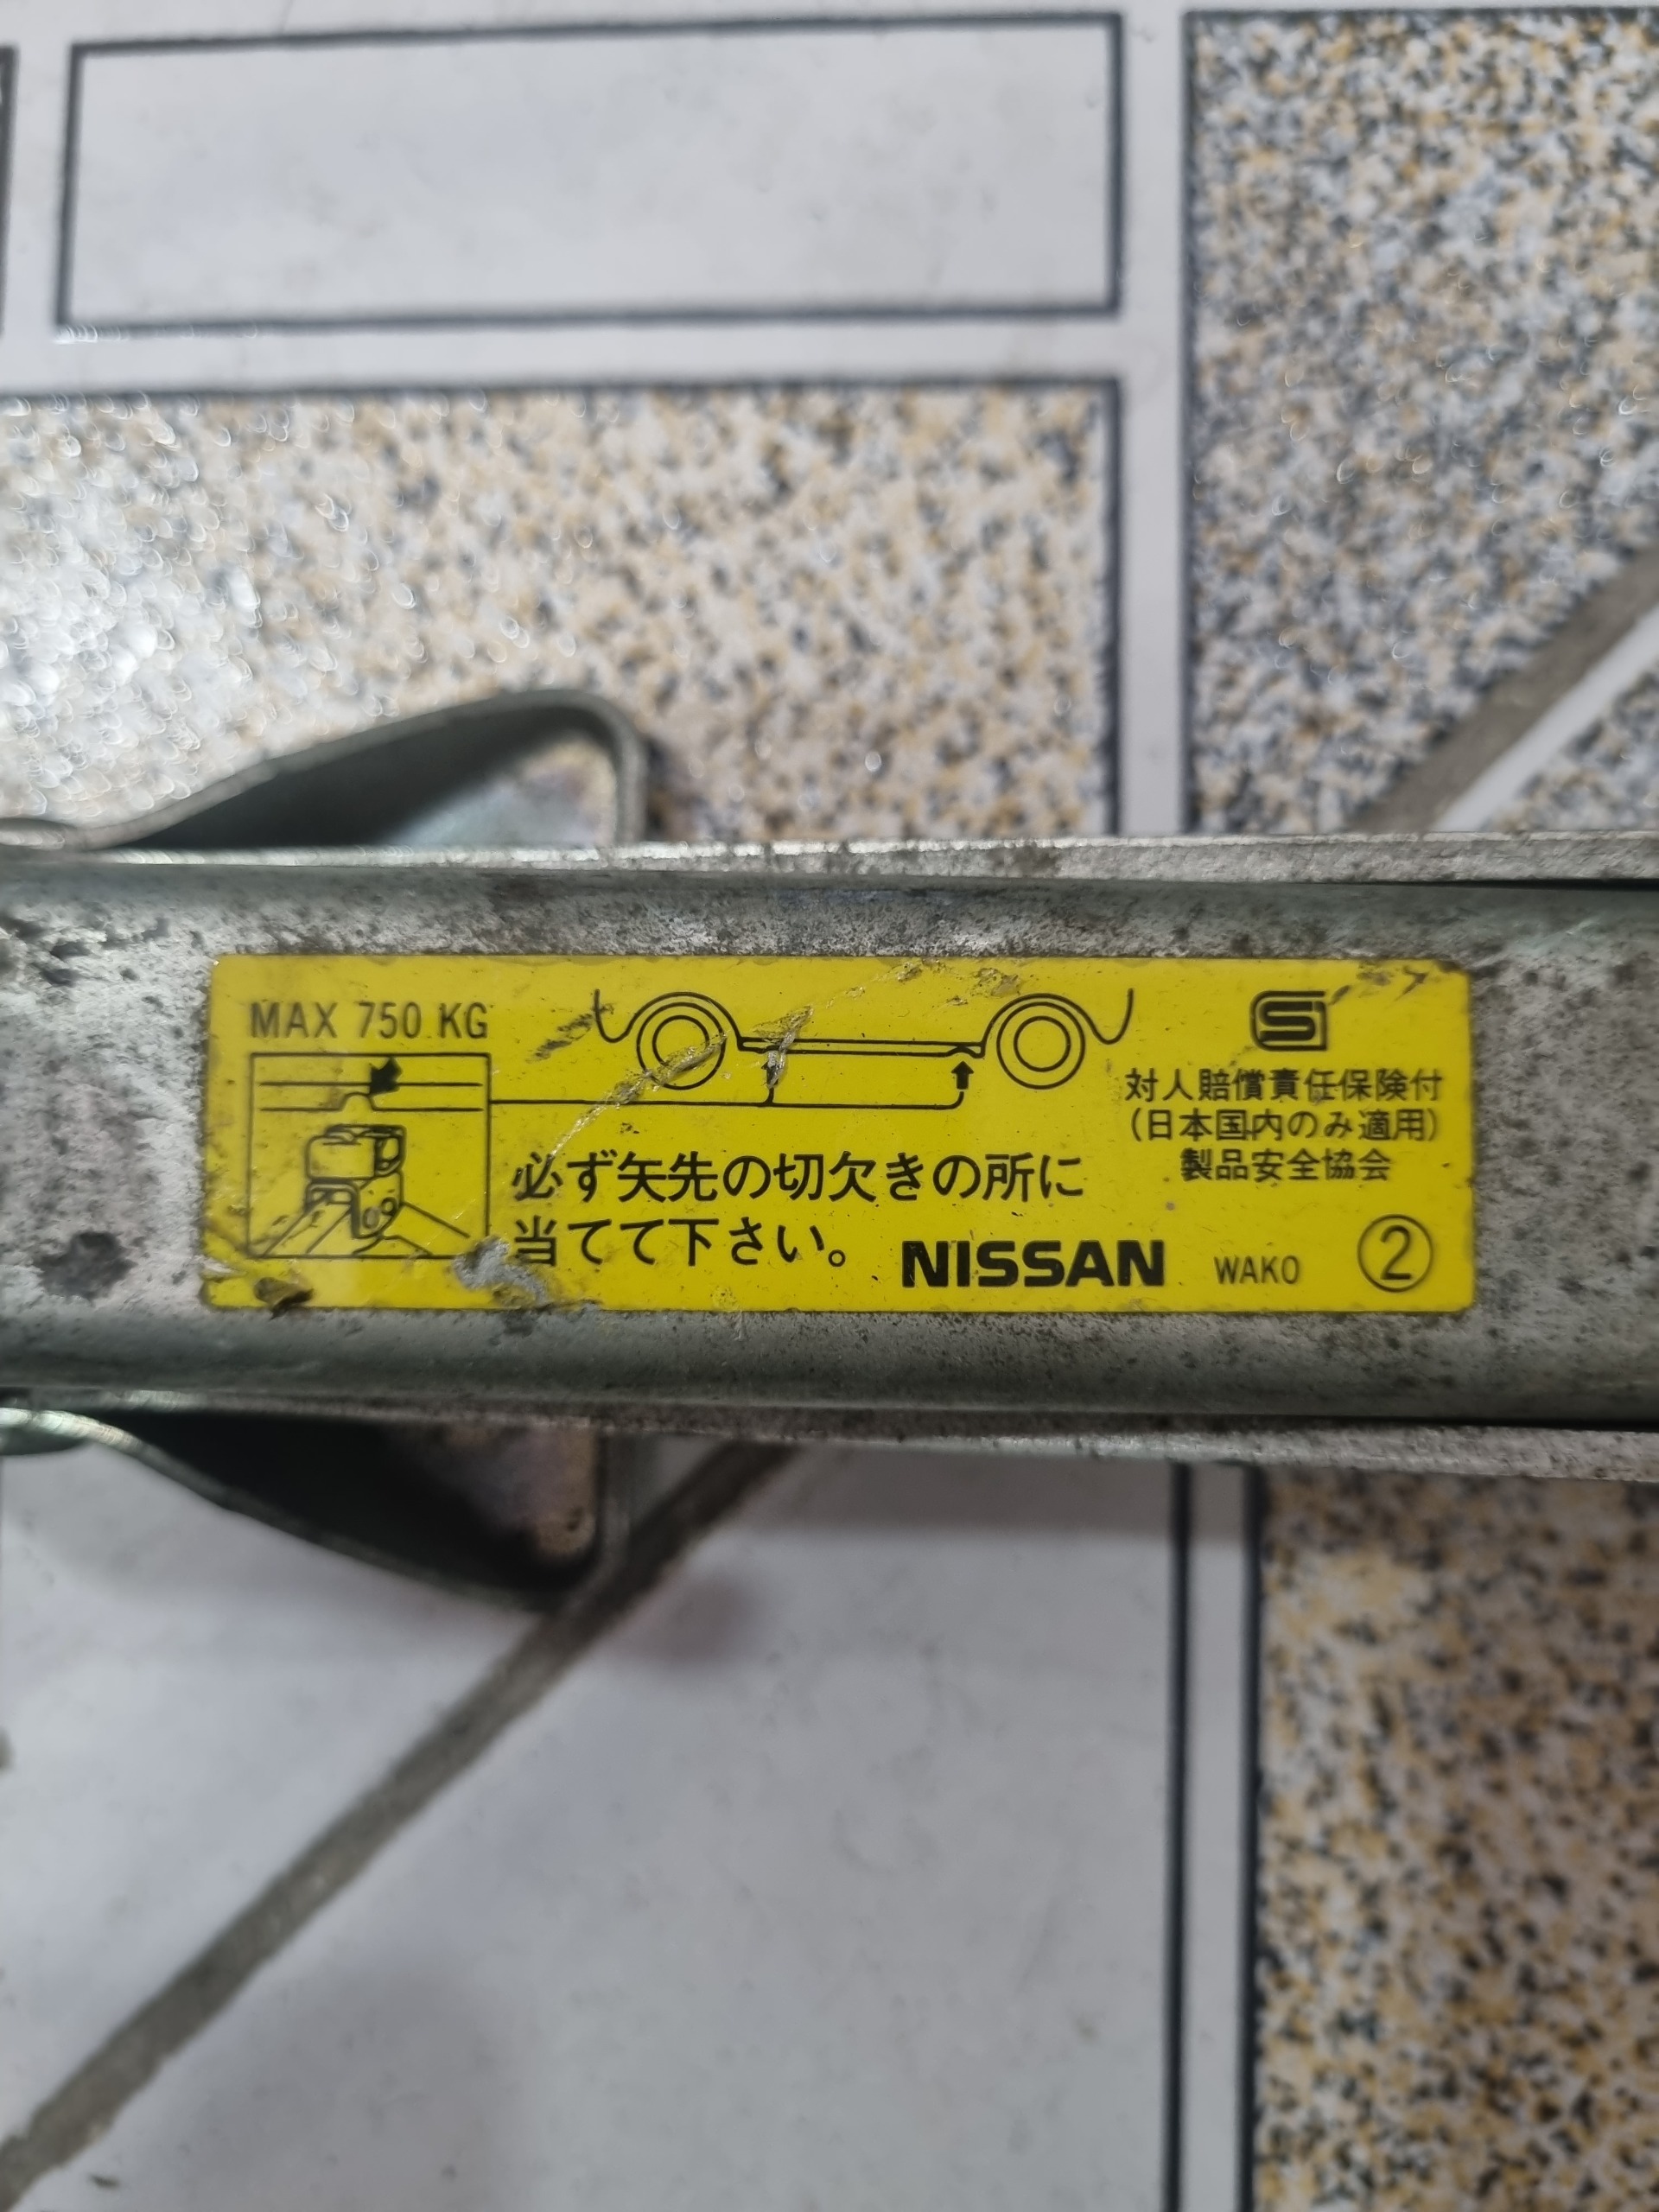 MAX 750 KG
S
対人賠償責任保険付
(日本国内のみ適用)
製品安全協会
必ず矢先の切欠きの所に
当てて下さい。
NISSAN WAKO ②